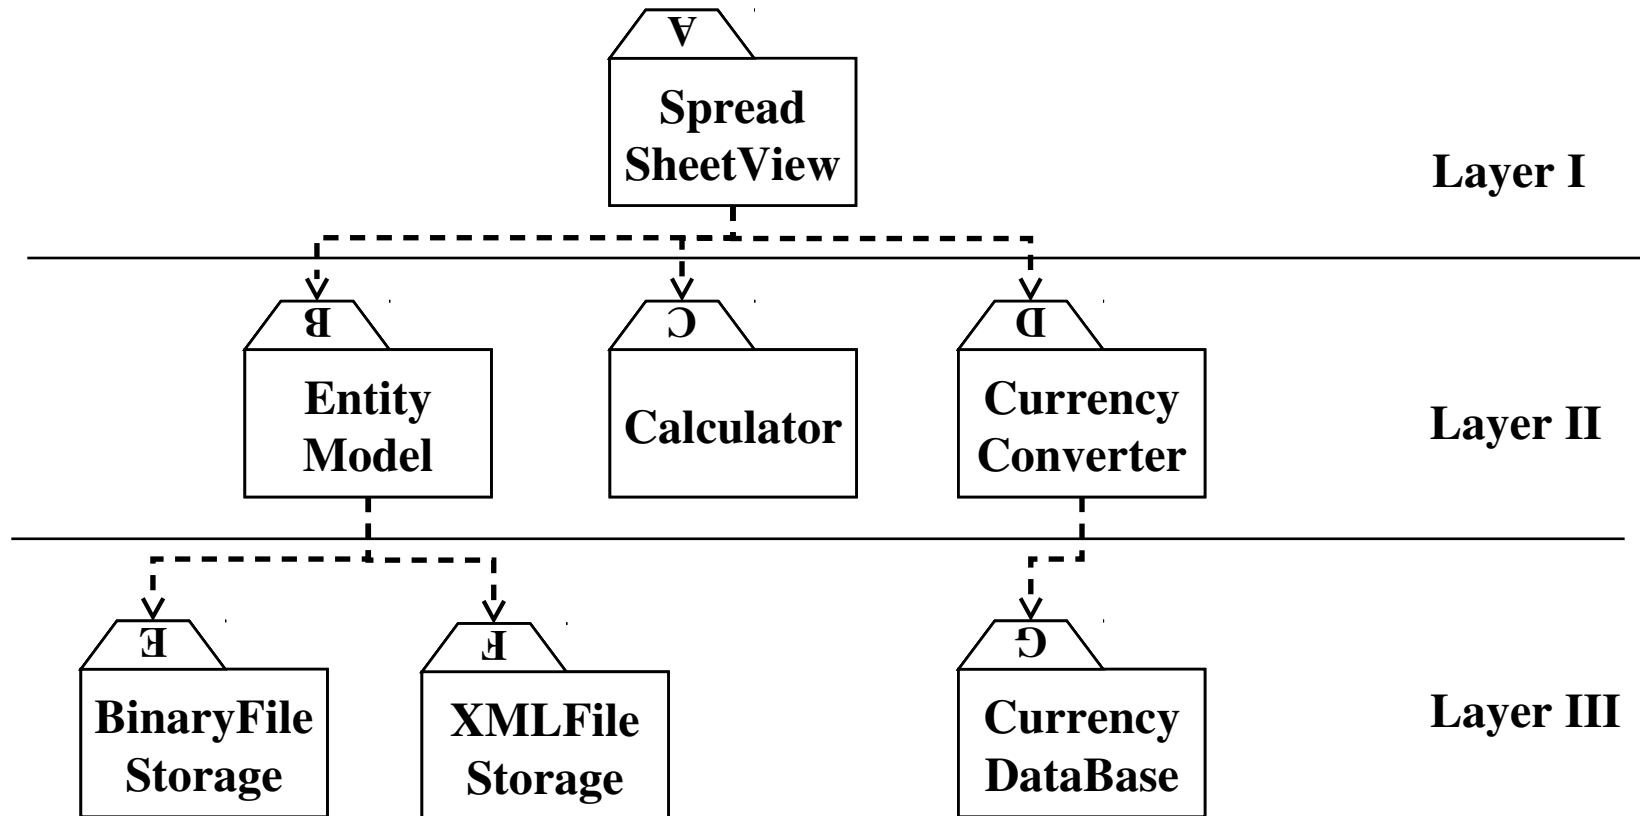 A
Spread
SheetView
Layer I
B
C
D
Entity
Model
Calculator
Currency
Converter
Layer II
E
F
G
BinaryFile
Storage
XMLFile
Storage
Currency
DataBase
Layer III